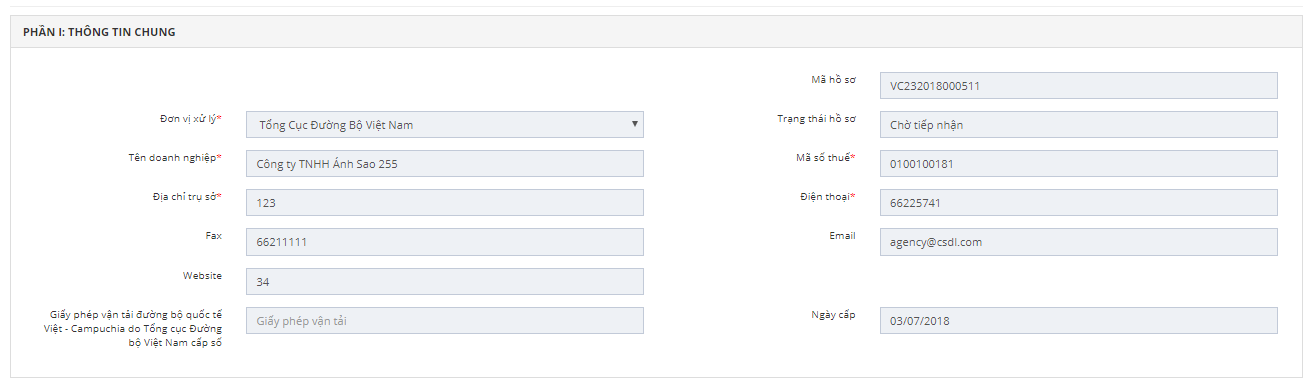 PHẦN I: THÔNG TIN CHUNG
Mã hồ sơ
VC232018000511
Đơn vị xử lý*
Tổng Cục Đường Bộ Việt Nam
Trạng thái hồ sơ
Chờ tiếp nhận
Tên doanh nghiệp*
Công ty TNHH Ánh Sao 255
Mã số thuế*
0100100181
Địa chỉ trụ sở*
123
Điện thoại*
66225741
Fax
66211111
Email
agency@csdl.com
Website
34
Giấy phép vận tải đường bộ quốc tế
Việt - Campuchia do Tổng cục Đường
bộ Việt Nam cấp số
Giấy phép vận tải
Ngày cấp
03/07/2018